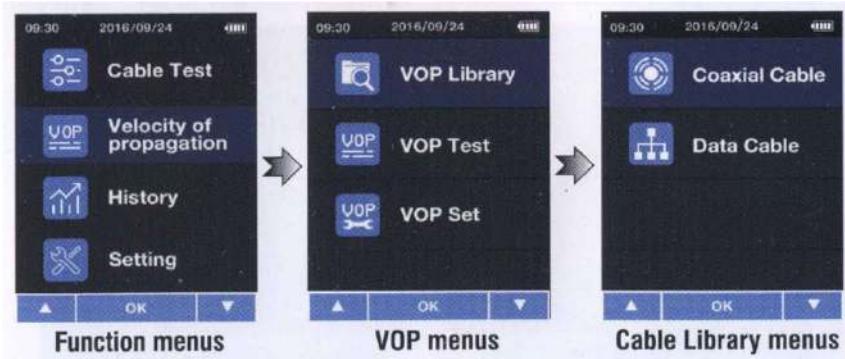 09:30 2016/09/24
Cable Test
VOP
Velocity of
propagation
History
Setting
OK
Function menus
09:30 2016/09/24
VOP Library
VOP
VOP Test
VOP
VOP Set
OK
VOP menus
09:30 2016/09/24
Coaxial Cable
Data Cable
OK
Cable Library menus